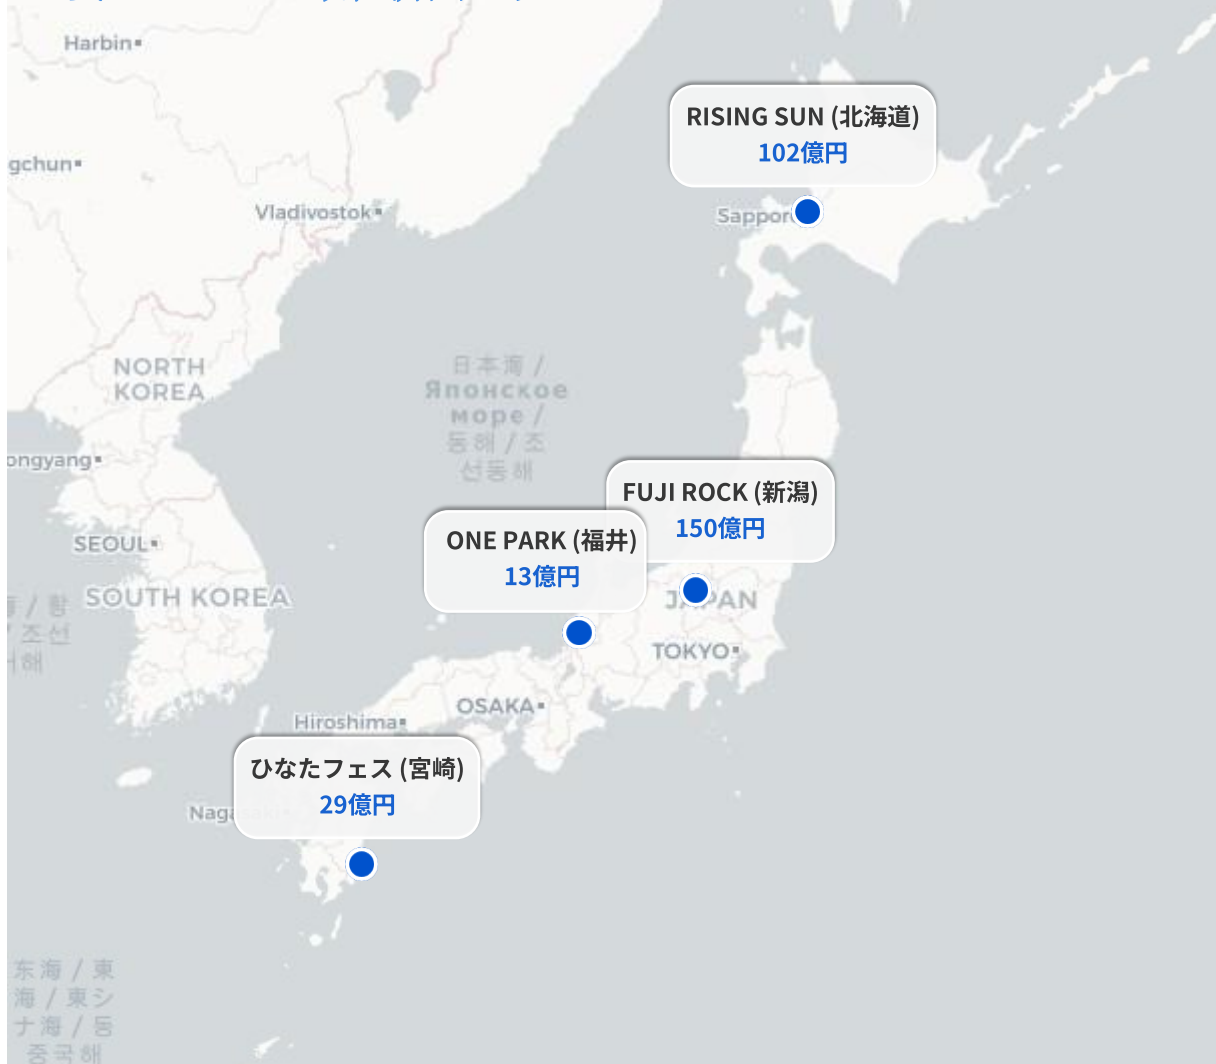 Harbin
RISING SUN (北海道)
102億円
gchun
Vladivostok
Sappor
NORTH
KOREA
日本海 /
Японское
море /
동해 / 조
선동해
ongyang
FUJI ROCK (新潟)
150億円
ONE PARK (福井)
13億円
SEOUL
SOUTH KOREA
JAPAN
/ 황
/ 조선
해
TOKYO
OSAKA
Hiroshima
ひなたフェス (宮崎)
29億円
Naga
东海 / 東
海 / 東シ
ナ海 / 동
중국해